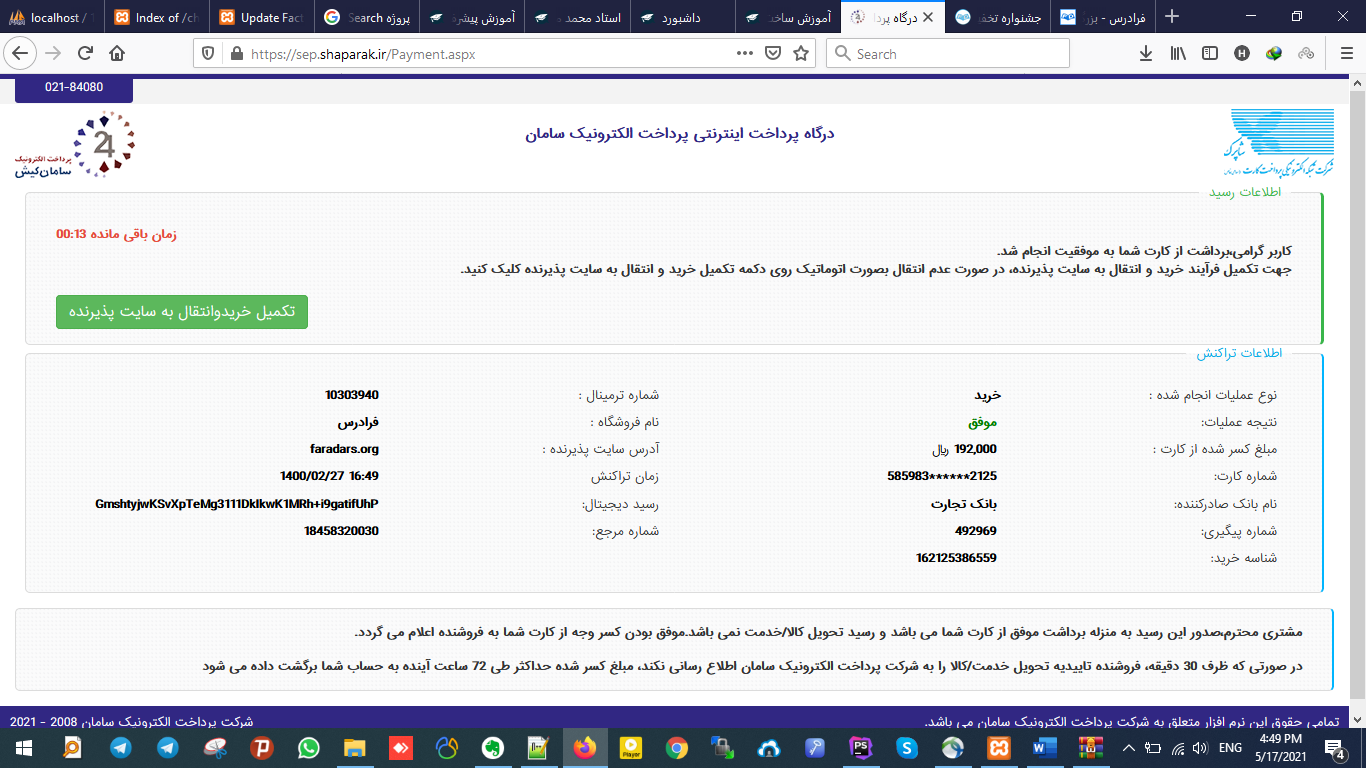 localhost / 1
Index of /ch
Update Fact
Search پروژه
آموزش پیشرد
استاد محمد
داشبورد
آموزش ساخت
درگاه پرداخ
جشنواره تخف
فرادرس - بزر
https://sep.shaparak.ir/Payment.aspx
Search
021-84080
پرداخت الکترونیک
سامان‌کیش
24
درگاه پرداخت اینترنتی پرداخت الکترونیک سامان
شاپرک
شرکت شبکه الکترونیکی پرداخت کارت
اطلاعات رسید
زمان باقی مانده 00:13
کاربر گرامی،برداشت از کارت شما به موفقیت انجام شد.
جهت تکمیل فرآیند خرید و انتقال به سایت پذیرنده، در صورت عدم انتقال بصورت اتوماتیک روی دکمه تکمیل خرید و انتقال به سایت پذیرنده کلیک کنید.
تکمیل خریدوانتقال به سایت پذیرنده
اطلاعات تراکنش
نوع عملیات انجام شده : خرید شماره ترمینال : 10303940
نتیجه عملیات: موفق نام فروشگاه : فرادرس
مبلغ کسر شده از کارت : 192,000 ریال آدرس سایت پذیرنده : faradars.org
شماره کارت: 585983******2125 زمان تراکنش 1400/02/27 16:49
نام بانک صادرکننده: بانک تجارت رسید دیجیتال: GmshtyjwKSvXpTeMg3111DklkwK1MRh+i9gatifUhP
شماره پیگیری: 492969 شماره مرجع: 18458320030
شناسه خرید: 162125386559
مشتری محترم،صدور این رسید به منزله برداشت موفق از کارت شما می باشد و رسید تحویل کالا/خدمت نمی باشد.موفق بودن کسر وجه از کارت شما به فروشنده اعلام می گردد.
در صورتی که ظرف 30 دقیقه، فروشنده تاییدیه تحویل خدمت/کالا را به شرکت پرداخت الکترونیک سامان اطلاع رسانی نکند، مبلغ کسر شده حداکثر طی 72 ساعت آینده به حساب شما برگشت داده می شود
تمامی حقوق این نرم افزار متعلق به شرکت پرداخت الکترونیک سامان می باشد.
شرکت پرداخت الکترونیک سامان 2008 - 2021
Player
ENG
4:49 PM
5/17/2021
4